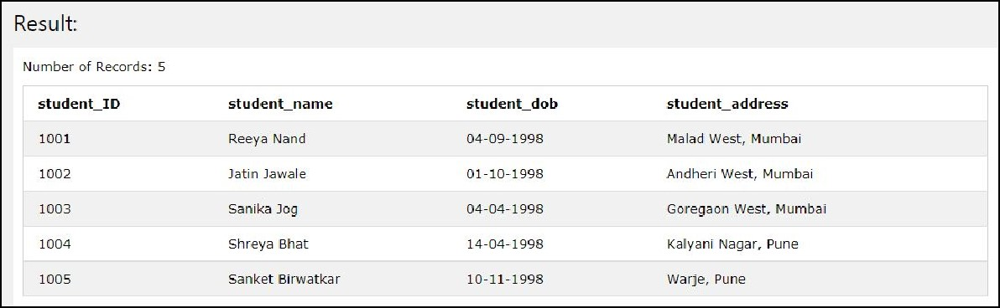 Result:
Number of Records: 5
student_ID student_name student_dob student_address
1001 Reeya Nand 04-09-1998 Malad West, Mumbai
1002 Jatin Jawale 01-10-1998 Andheri West, Mumbai
1003 Sanika Jog 04-04-1998 Goregaon West, Mumbai
1004 Shreya Bhat 14-04-1998 Kalyani Nagar, Pune
1005 Sanket Birwatkar 10-11-1998 Warje, Pune